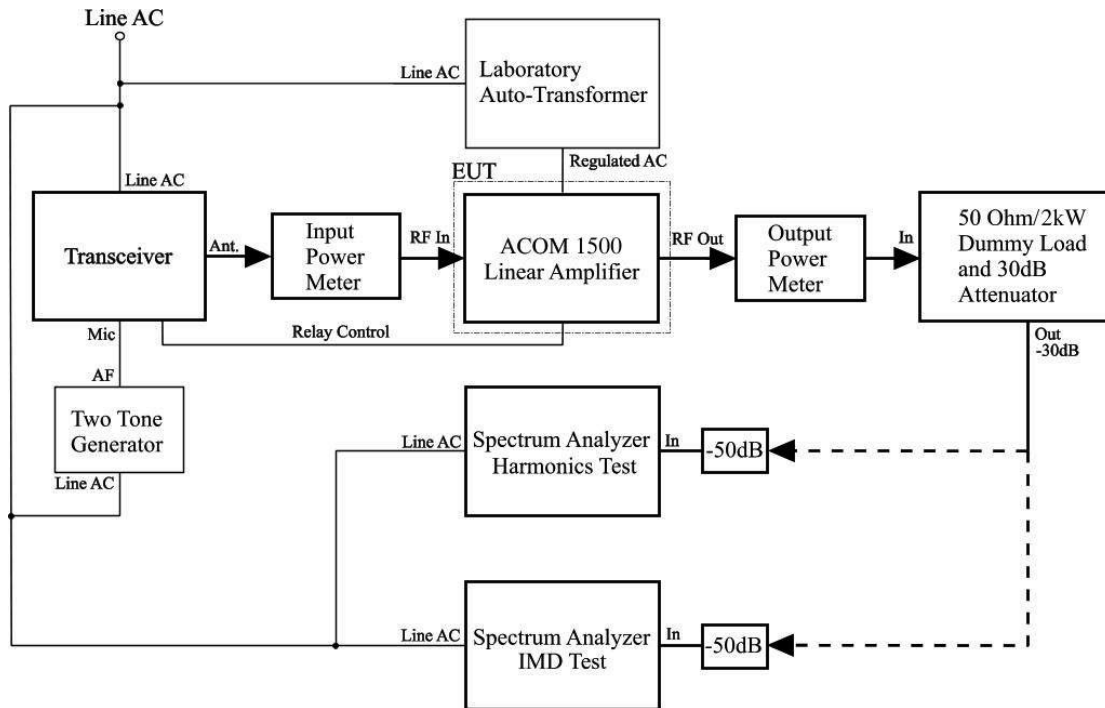 Line AC
Line AC
Laboratory
Auto-Transformer
Regulated AC
EUT
Line AC
Transceiver
Ant.
Input
Power
Meter
RF In
ACOM 1500
Linear Amplifier
RF Out
Output
Power
Meter
In
50 Ohm/2kW
Dummy Load
and 30dB
Attenuator
Out
-30dB
Mic
Relay Control
AF
Two Tone
Generator
Line AC
Line AC
Spectrum Analyzer
Harmonics Test
In
-50dB
Line AC
Spectrum Analyzer
IMD Test
In
-50dB